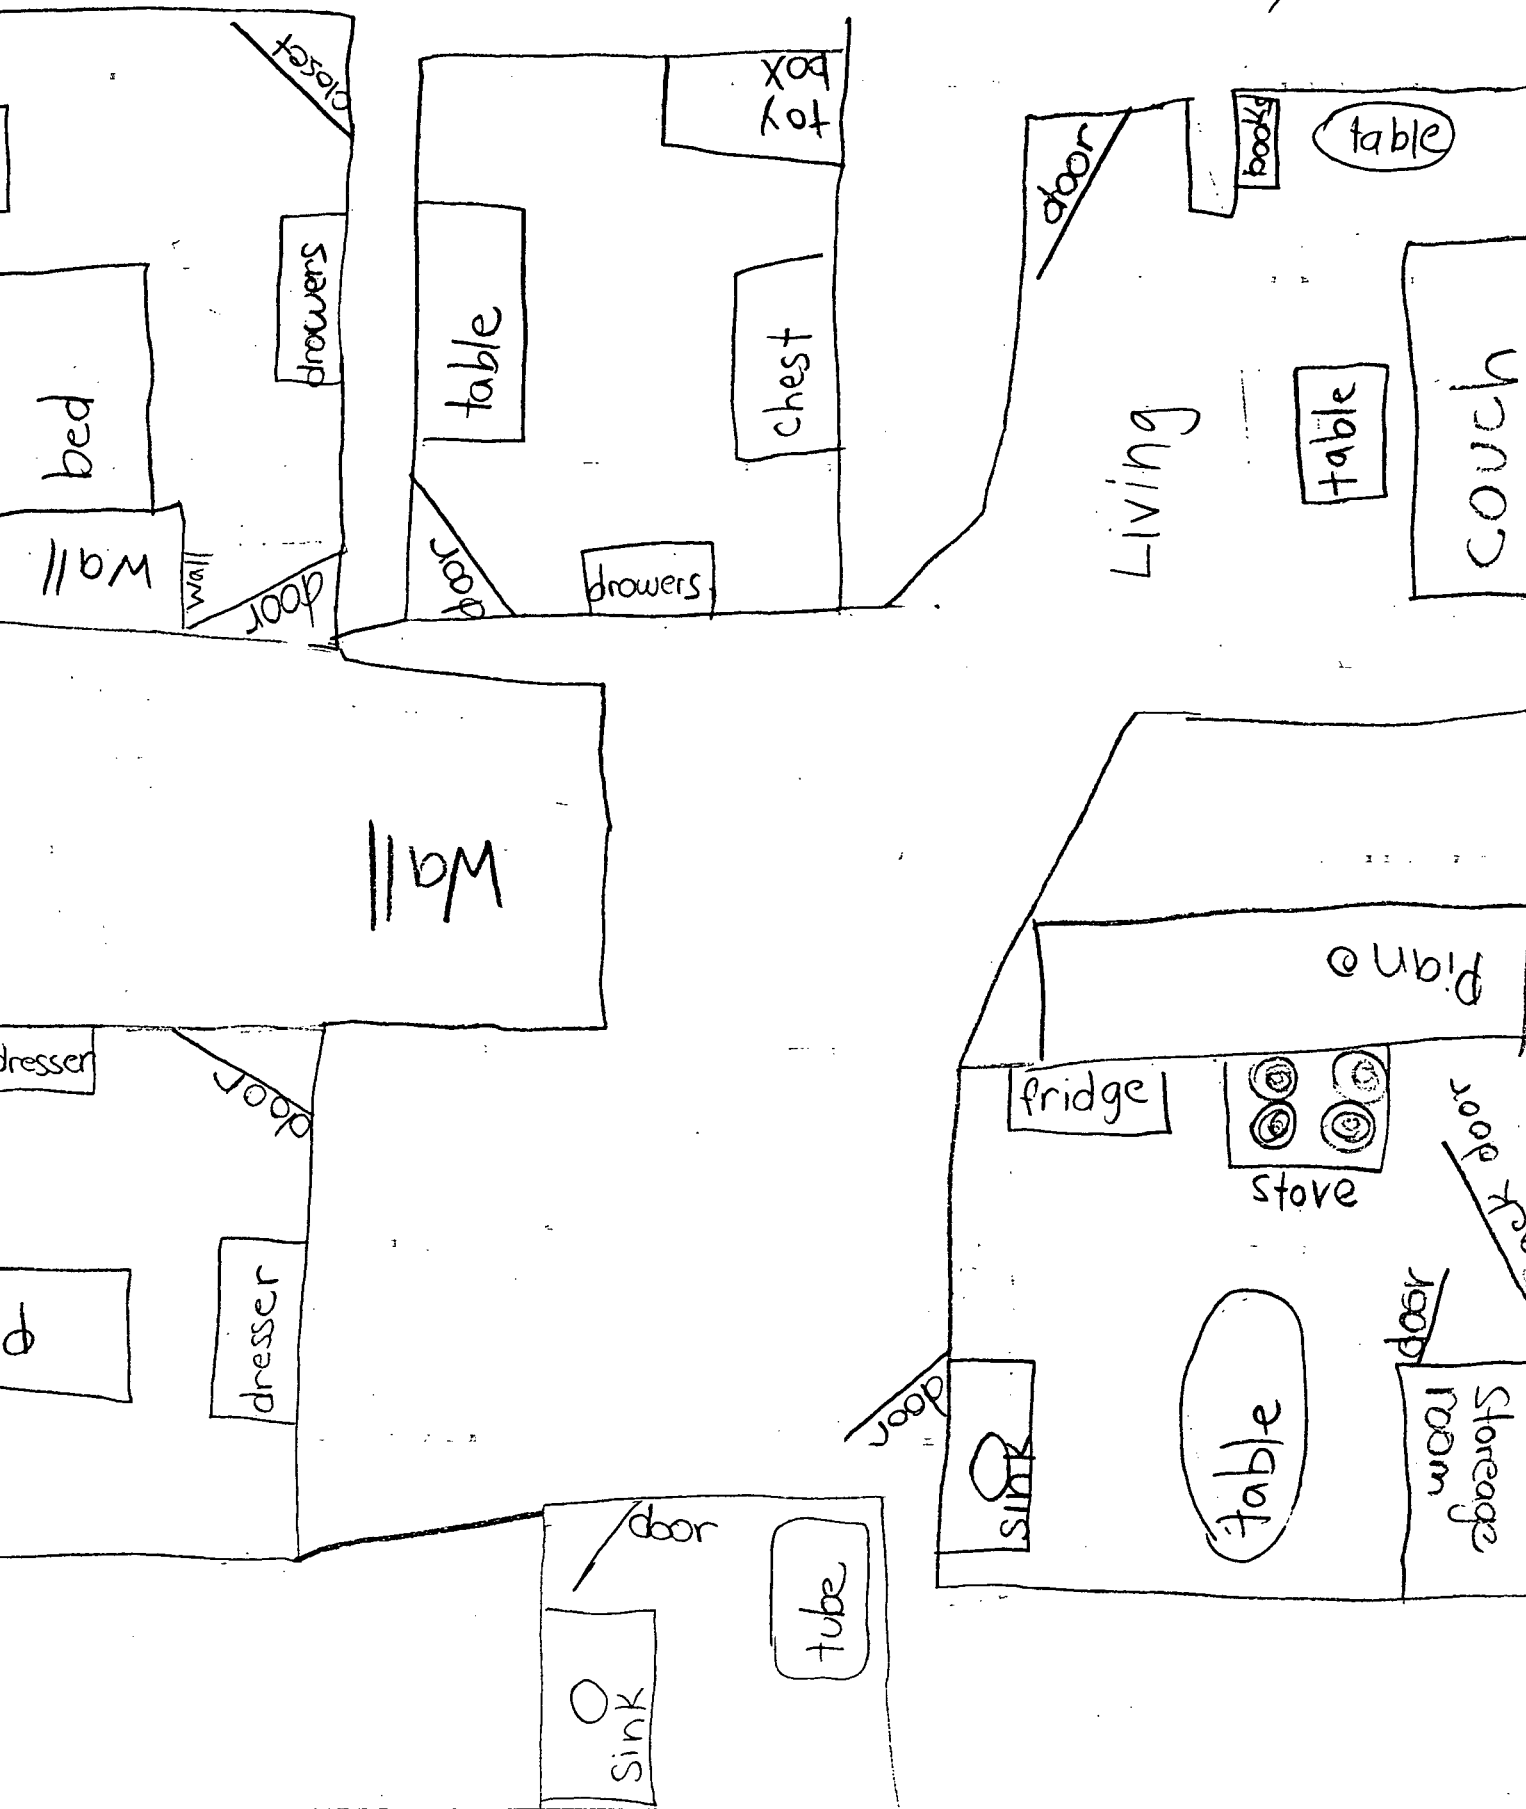 closet
toy
box
door
books
table
drowers
table
chest
bed
Living
table
couch
wall
wall
door
door
drowers
wall
piano
dresser
door
fridge
stove
door
dresser
door
door
sink
table
Storeage
room
door
tube
sink